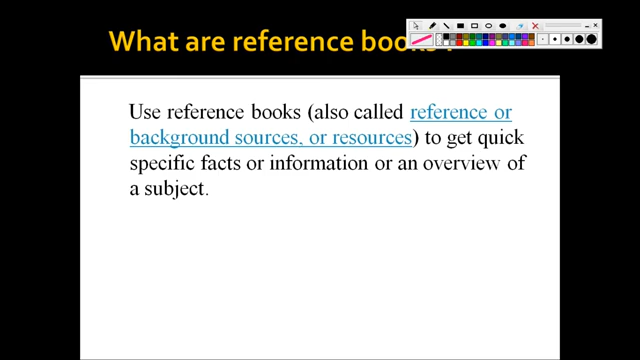 What are reference books
Use reference books (also called reference or
background sources, or resources) to get quick
specific facts or information or an overview of
a subject.